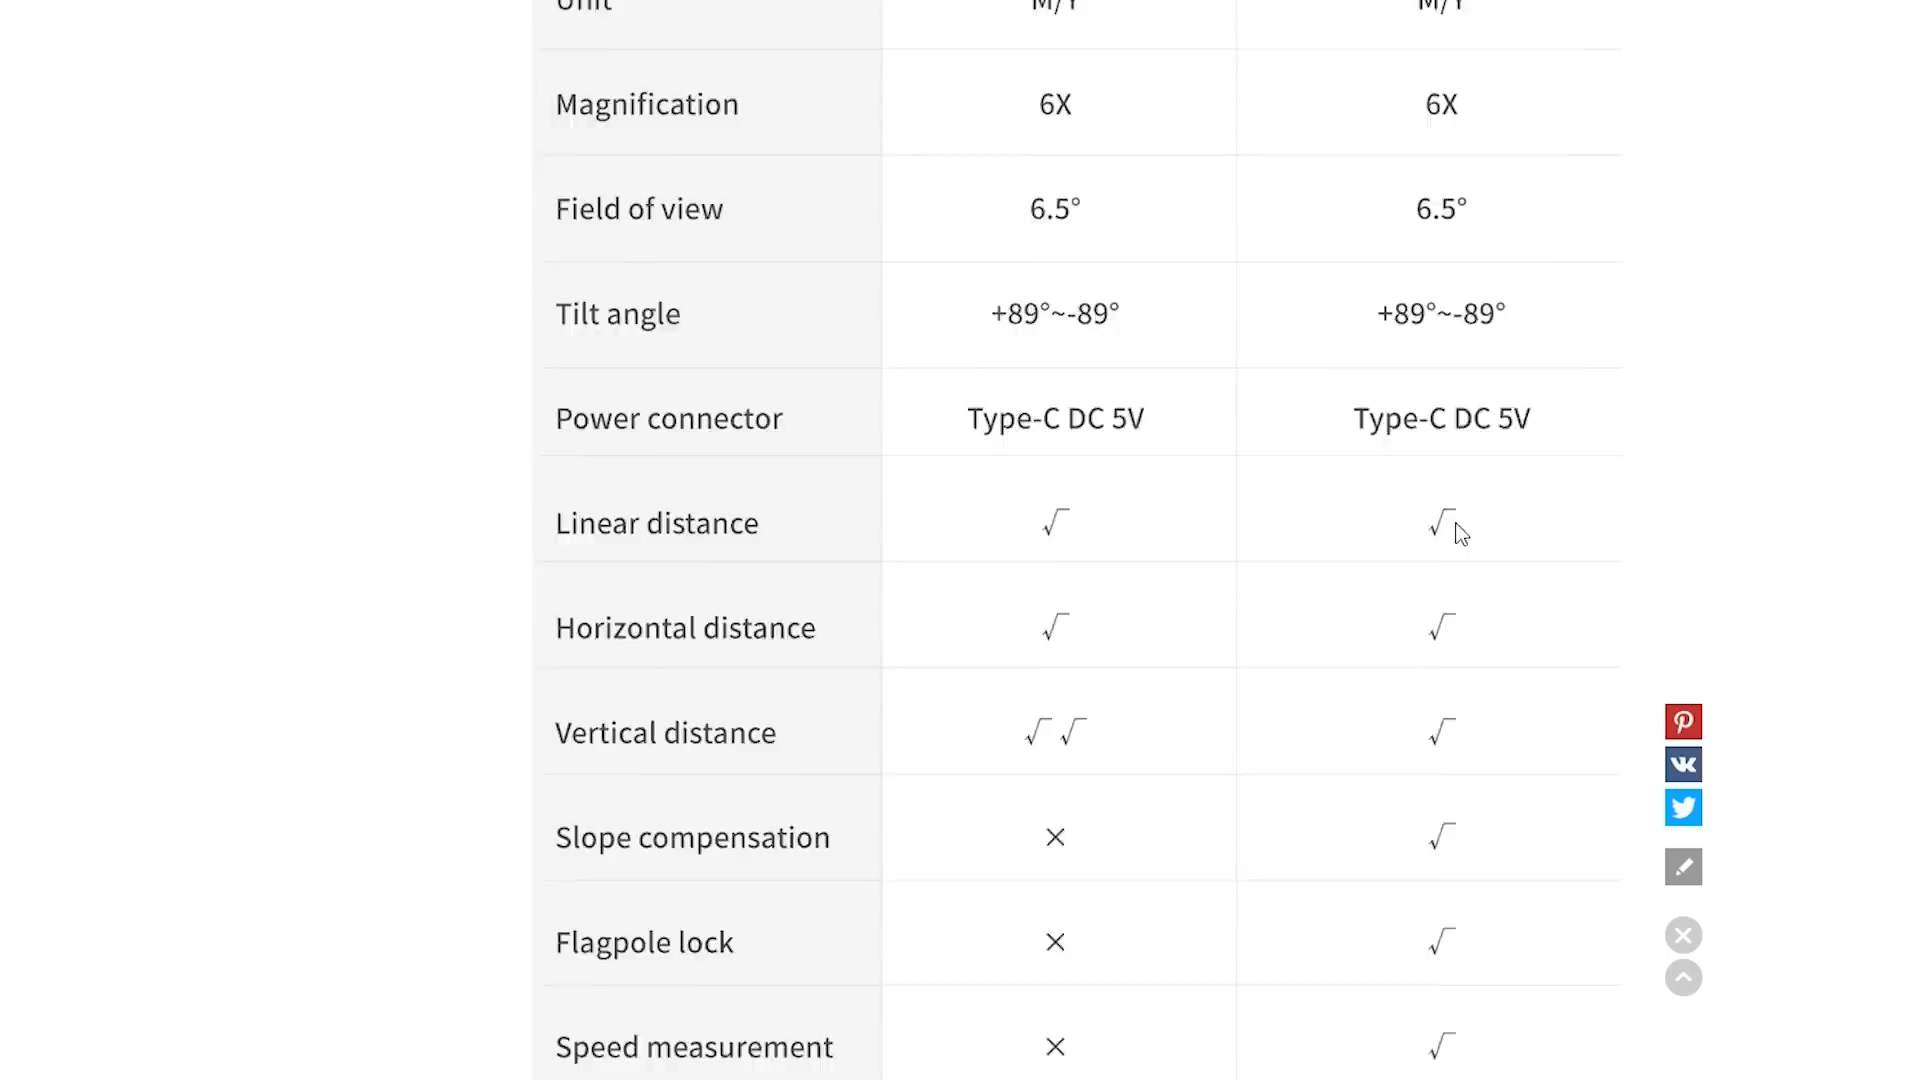 Unit M/Y M/Y
Magnification 6X 6X
Field of view 6.5° 6.5°
Tilt angle +89°~-89° +89°~-89°
Power connector Type-C DC 5V Type-C DC 5V
Linear distance √ √
Horizontal distance √ √
Vertical distance √ √ √
Slope compensation × √
Flagpole lock × √
Speed measurement × √